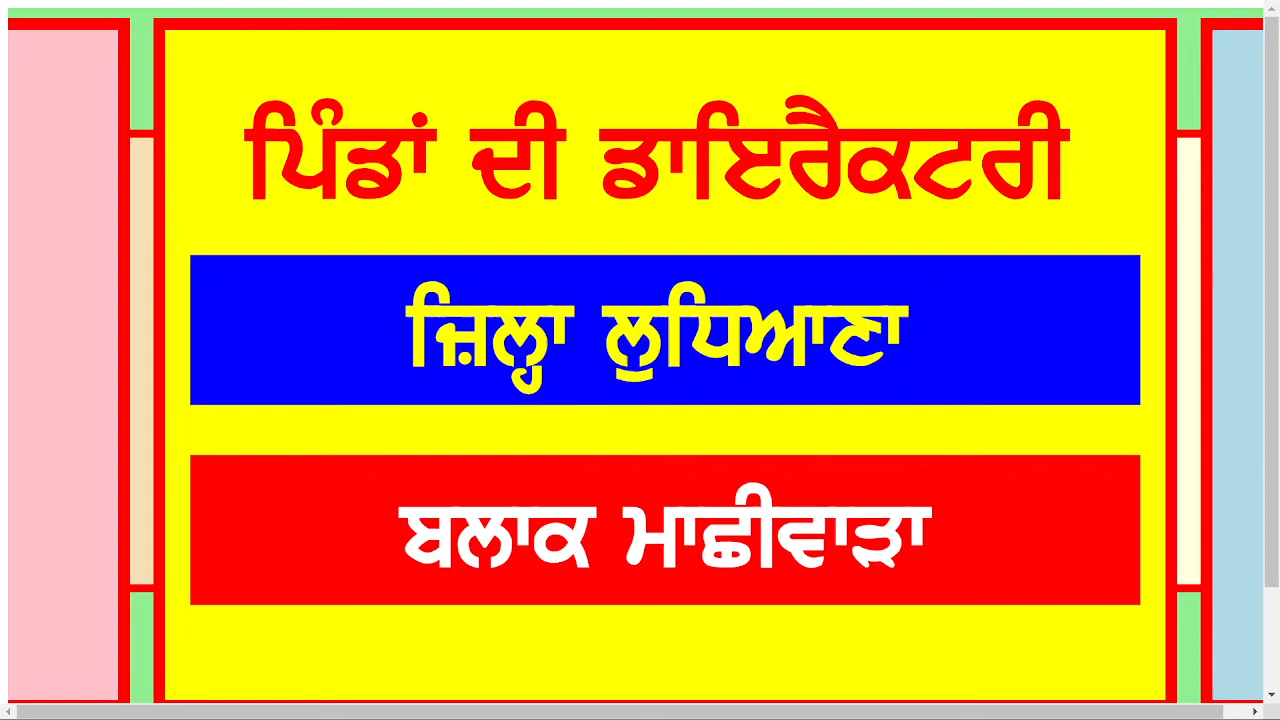 ਪਿੰਡਾਂ ਦੀ ਡਾਇਰੈਕਟਰੀ
ਜ਼ਿਲ੍ਹਾ ਲੁਧਿਆਣਾ
ਬਲਾਕ ਮਾਛੀਵਾੜਾ